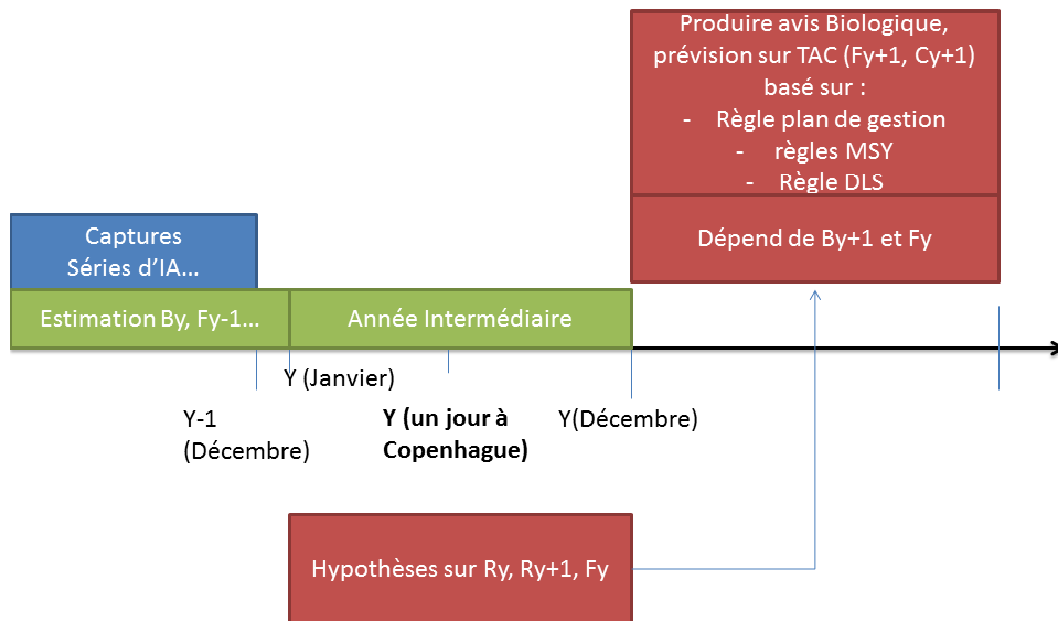 Produire avis Biologique,
prévision sur TAC (Fy+1, Cy+1)
basé sur :
- Règle plan de gestion
- règles MSY
- Règle DLS
Dépend de By+1 et Fy
Captures
Séries d'IA...
Estimation By, Fy-1...
Année Intermédiaire
Y (Janvier)
Y-1
(Décembre)
Y (un jour à
Copenhague)
Y(Décembre)
Hypothèses sur Ry, Ry+1, Fy